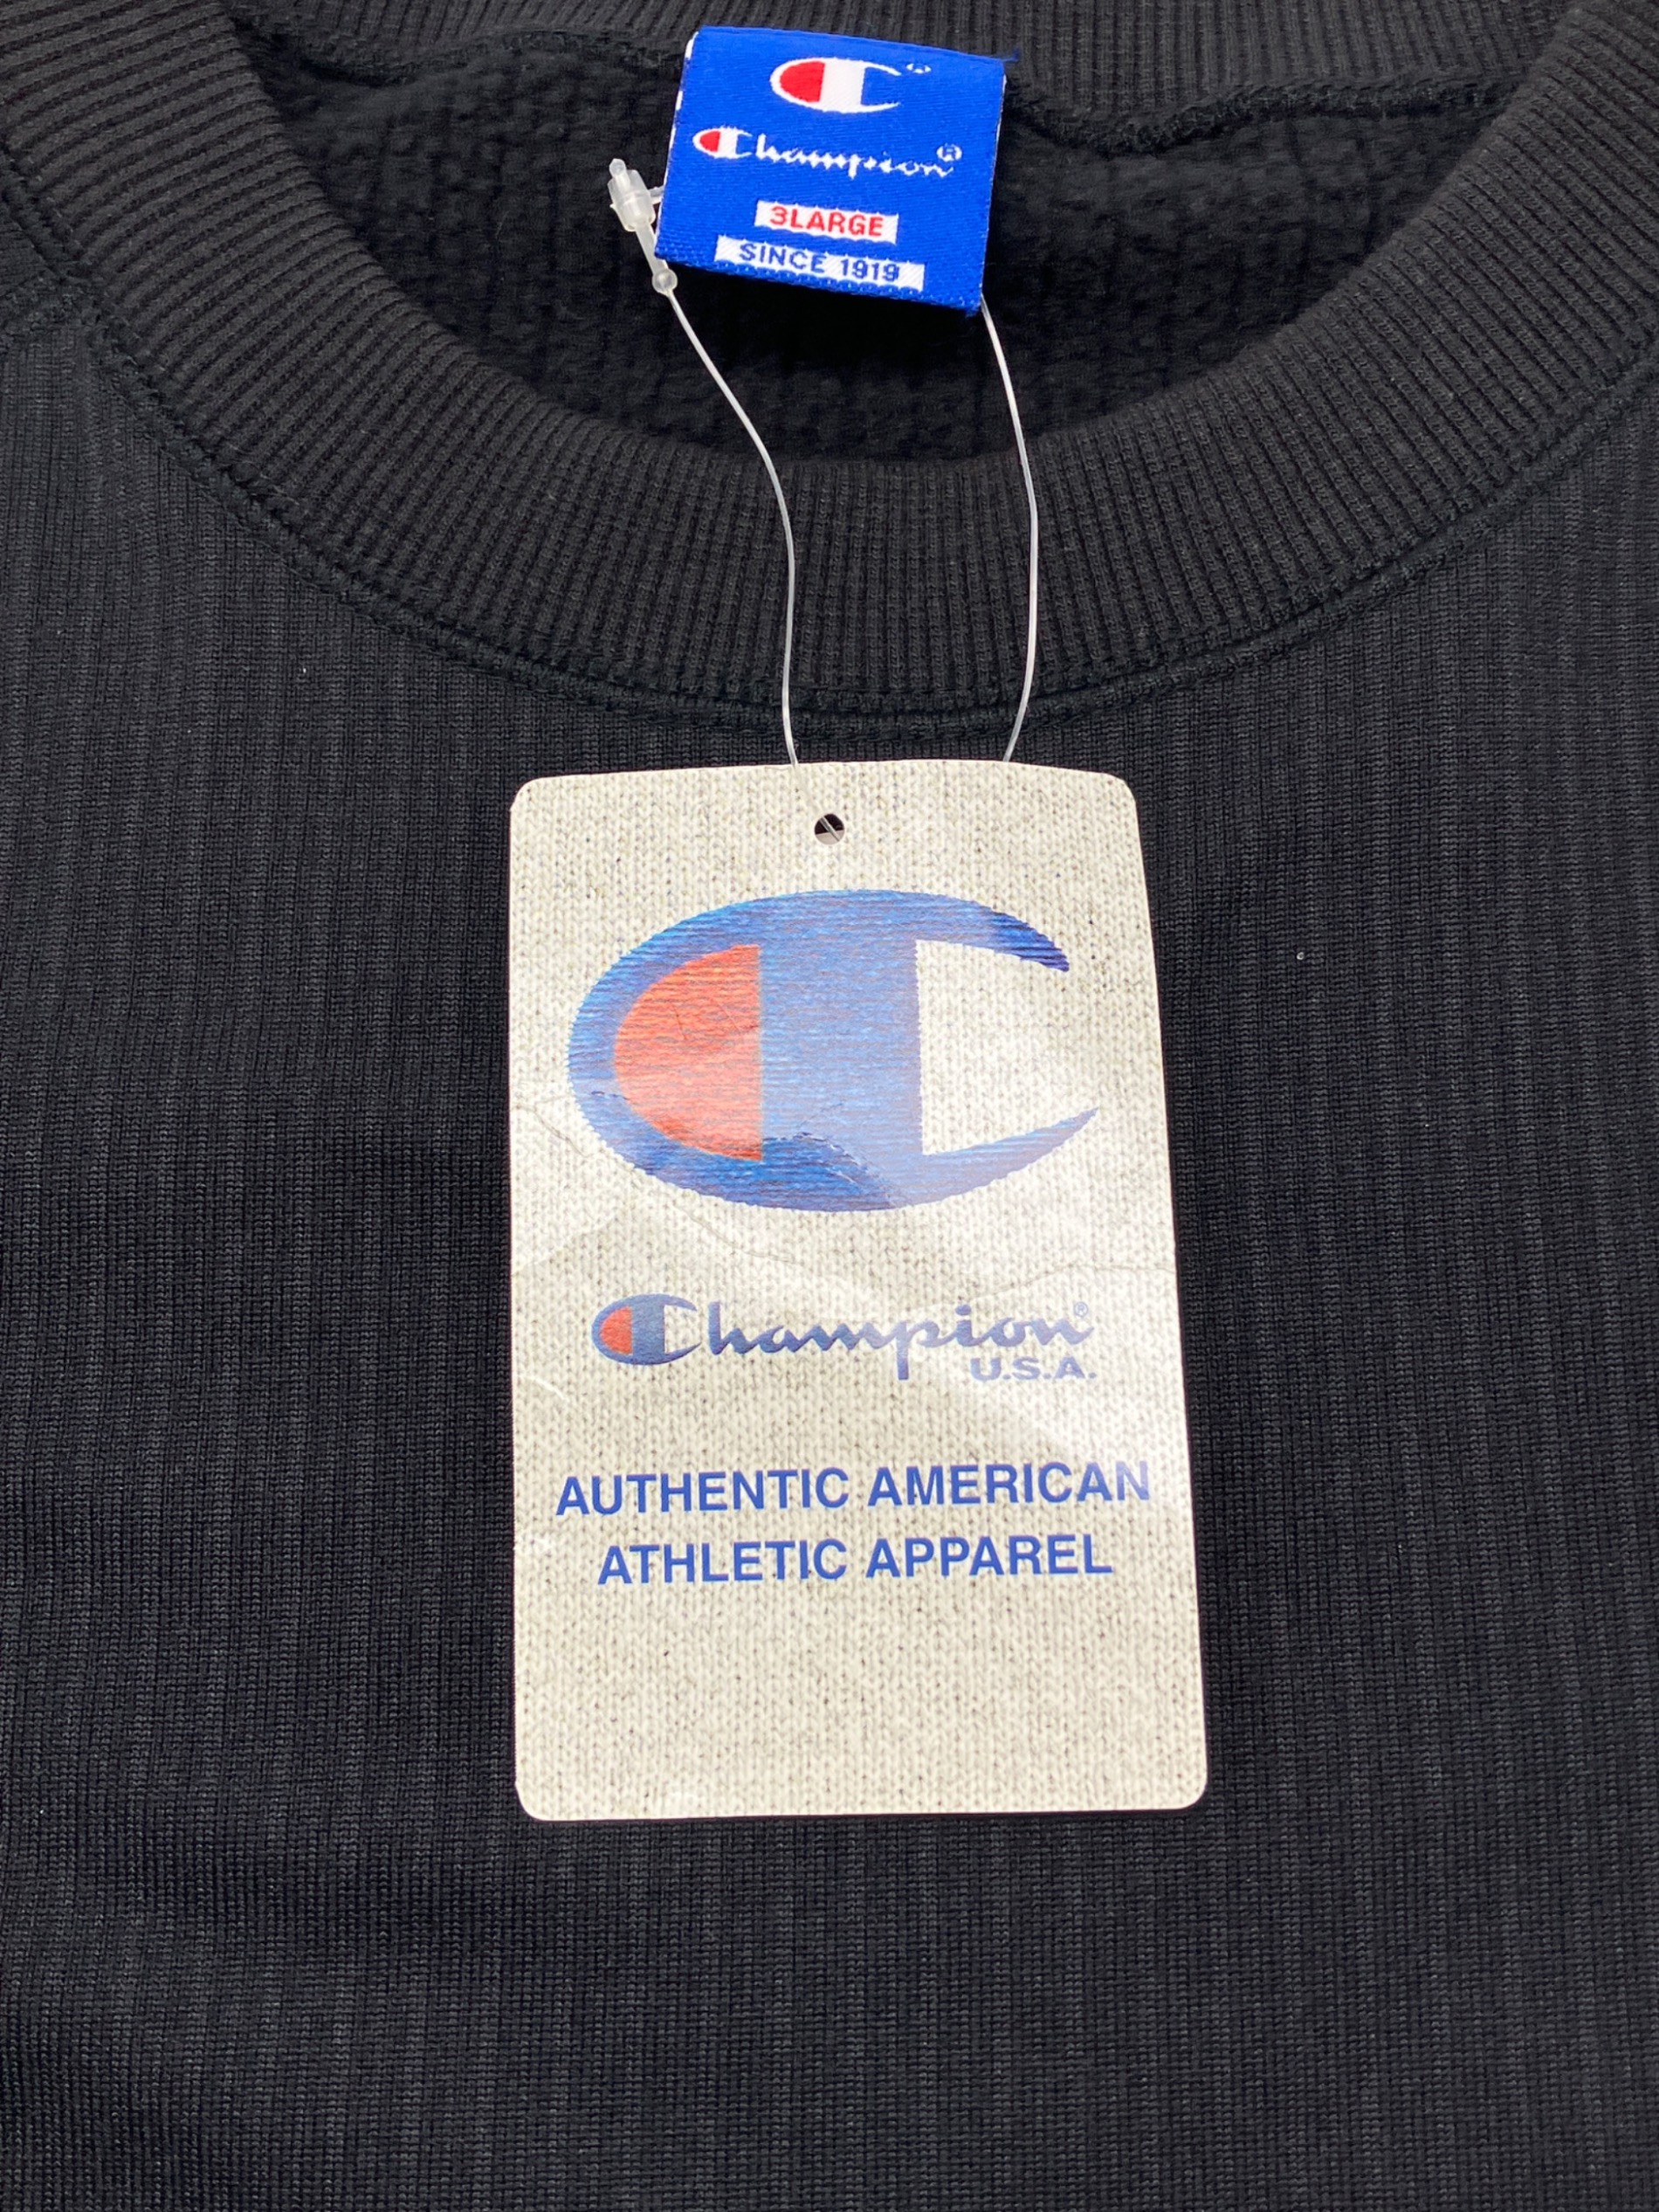 Champion®
3LARGE
SINCE 1919
Champion®
U.S.A.
AUTHENTIC AMERICAN
ATHLETIC APPAREL